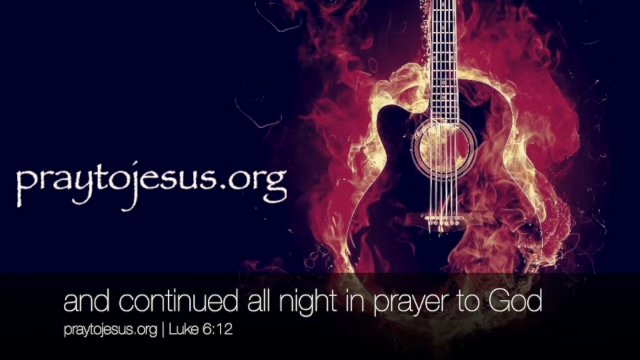 praytojesus.org
and continued all night in prayer to God
praytojesus.org | Luke 6:12